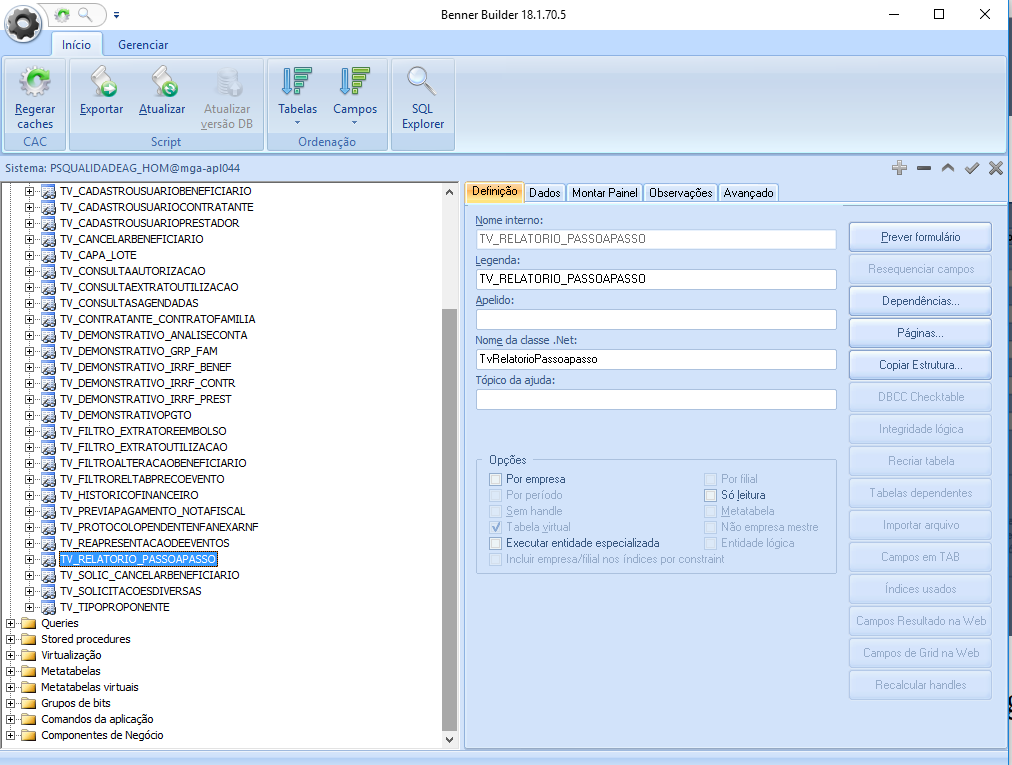 Benner Builder 18.1.70.5
Início
Gerenciar
Regerar caches
CAC
Exportar
Atualizar
Atualizar versão DB
Script
Tabelas
Campos
Ordenação
SQL Explorer
Sistema: PSQUALIDADEAG_HOM@mga-apl044
TV_CADASTROUSUARIOBENEFICIARIO
TV_CADASTROUSUARIOCONTRATANTE
TV_CADASTROUSUARIOPRESTADOR
TV_CANCELARBENEFICIARIO
TV_CAPA_LOTE
TV_CONSULTAAUTORIZACAO
TV_CONSULTAEXTRATOUTILIZACAO
TV_CONSULTASAGENDADAS
TV_CONTRATANTE_CONTRATOFAMILIA
TV_DEMONSTRATIVO_ANALISECONTA
TV_DEMONSTRATIVO_GRP_FAM
TV_DEMONSTRATIVO_IRRF_BENEF
TV_DEMONSTRATIVO_IRRF_CONTR
TV_DEMONSTRATIVO_IRRF_PREST
TV_DEMONSTRATIVOPGTO
TV_FILTRO_EXTRATOREEMBOLSO
TV_FILTRO_EXTRATOUTILIZACAO
TV_FILTROALTERACAOBENEFICIARIO
TV_FILTRORELTABPRECOEVENTO
TV_HISTORICOFINANCEIRO
TV_PREVIAPAGAMENTO_NOTAFISCAL
TV_PROTOCOLOPENDENTENFANEXARNF
TV_REAPRESENTACAODEEVENTOS
TV_RELATORIO_PASSOAPASSO
TV_SOLIC_CANCELARBENEFICIARIO
TV_SOLICITACOESDIVERSAS
TV_TIPOPROPONENTE
Queries
Stored procedures
Virtualização
Metatabelas
Metatabelas virtuais
Grupos de bits
Comandos da aplicação
Componentes de Negócio
Definição
Dados
Montar Painel
Observações
Avançado
Nome interno:
TV_RELATORIO_PASSOAPASSO
Legenda:
TV_RELATORIO_PASSOAPASSO
Apelido:
Nome da classe .Net:
TvRelatorioPassoapasso
Tópico da ajuda:
Opções
Por empresa
Por filial
Por período
Só leitura
Sem handle
Metatabela
Tabela virtual
Não empresa mestre
Executar entidade especializada
Entidade lógica
Incluir empresa/filial nos índices por constraint
Prever formulário
Resequenciar campos
Dependências...
Páginas...
Copiar Estrutura...
DBCC Checktable
Integridade lógica
Recriar tabela
Tabelas dependentes
Importar arquivo
Campos em TAB
Índices usados
Campos Resultado na Web
Campos de Grid na Web
Recalcular handles